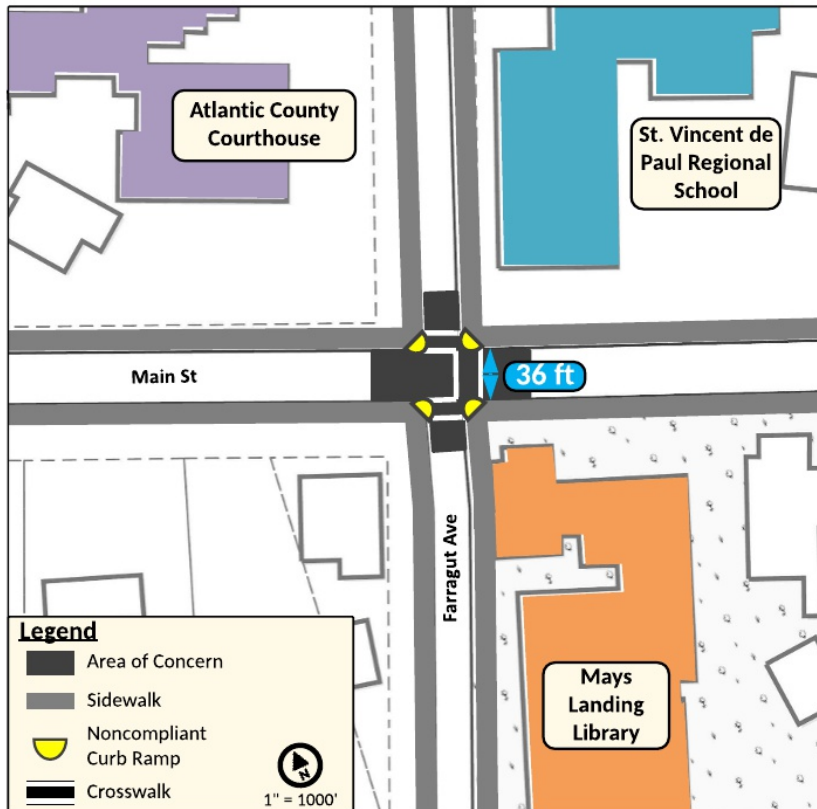 Atlantic County
Courthouse
St. Vincent de
Paul Regional
School
Main St
36 ft
Farragut Ave
Mays
Landing
Library
Legend
Area of Concern
Sidewalk
Noncompliant
Curb Ramp
Crosswalk
N
1" = 1000'